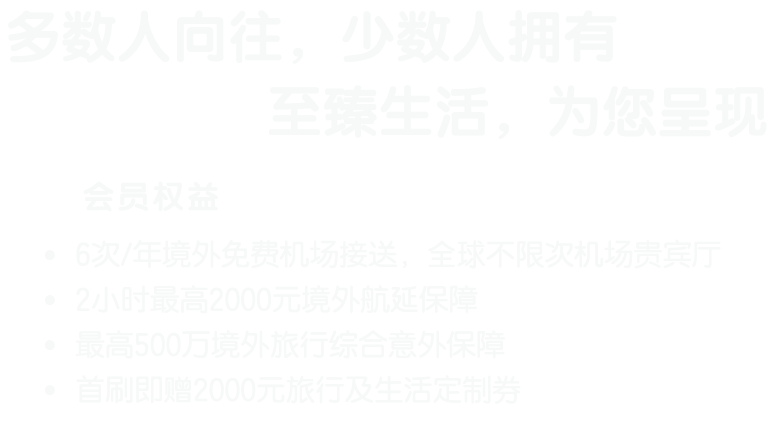 多数人向往，少数人拥有
至臻生活，为您呈现
会员权益
• 6次/年境外免费机场接送，全球不限次机场贵宾厅
• 2小时最高2000元境外航延保障
• 最高500万境外旅行综合意外保障
• 首刷即赠2000元旅行及生活定制券